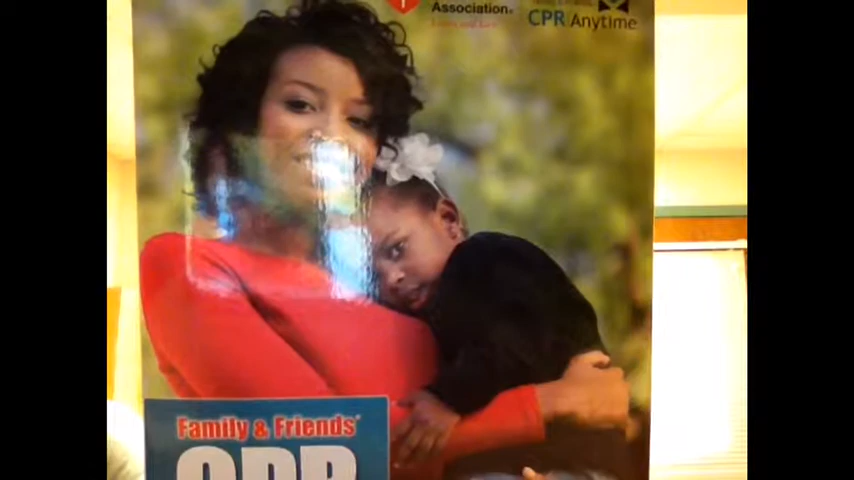 Association®
CPR Anytime
Family & Friends®
CPR